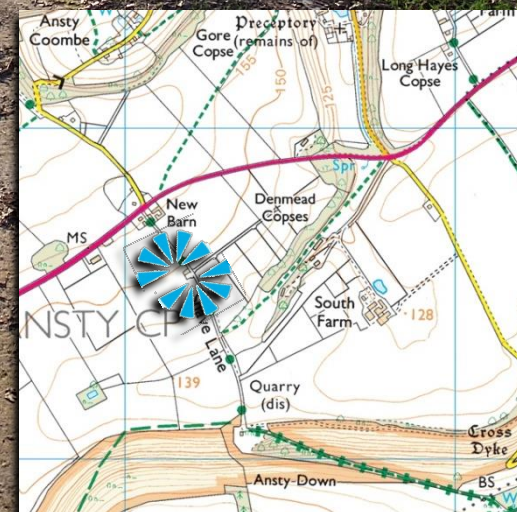 Ansty
Coombe
Preceptory
(remains of)
Gore
Copse
Farm
Long Hayes
Copse
155
150
125
Spr
New
Barn
Denmead
Copses
MS
South
Farm
128
NSTY CP
Lane
139
Quarry
(dis)
Cross
Dyke
Ansty Down
BS
W